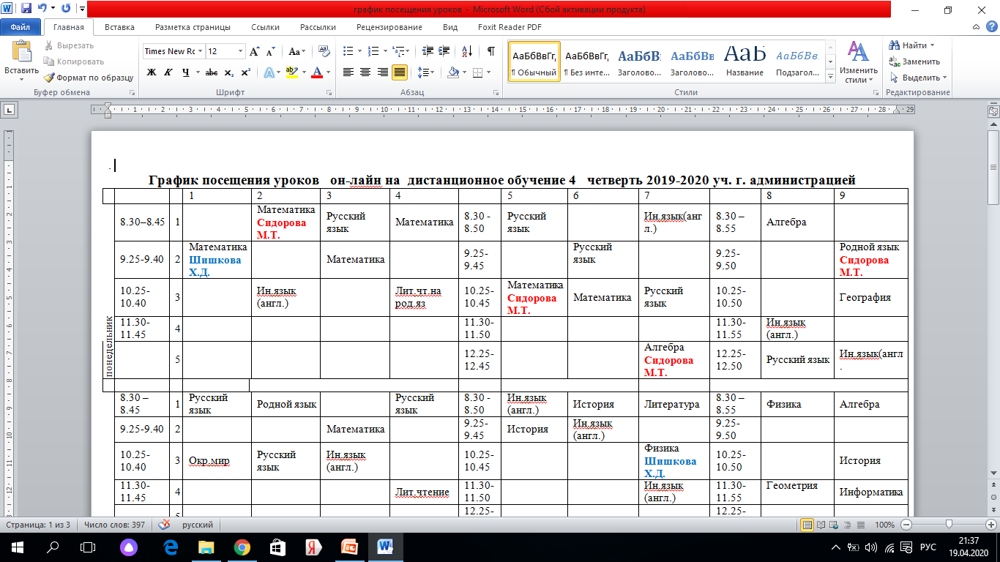 график посещения уроков - Microsoft Word (Сбой активации продукта)
Файл Главная Вставка Разметка страницы Ссылки Рассылки Рецензирование Вид Foxit Reader PDF
Вставить
Вырезать
Копировать
Формат по образцу
Буфер обмена
Times New Ro 12
Ж К Ч abc x₂ x²
Шрифт
Абзац
АаБбВвГг, АаБбВвГг, АаБбВ АаБбВв АаБ АаБбВв.
¶ Обычный ¶ Без инте... Заголово... Заголово... Название Подзагол...
Стили
Изменить
стили
Найти
Заменить
Выделить
Редактирование
.
График посещения уроков он-лайн на дистанционное обучение 4 четверть 2019-2020 уч. г. администрацией
1 2 3 4 5 6 7 8 9
понедельник
8.30–8.45 1
Математика
Сидорова
М.Т.
Русский
язык
Математика
8.30 -
8.50
Русский
язык
Ин.язык(анг
л.)
8.30 –
8.55
Алгебра
9.25-9.40 2
Математика
Шишкова
Х.Д.
Математика
9.25-
9.45
Русский
язык
9.25-
9.50
Родной язык
Сидорова
М.Т.
10.25-
10.40
3
Ин.язык
(англ.)
Лит.чт.на
род.яз
10.25-
10.45
Математика
Сидорова
М.Т.
Математика
Русский
язык
10.25-
10.50
География
11.30-
11.45
4
11.30-
11.50
11.30-
11.55
Ин.язык
(англ.)
5
12.25-
12.45
Алгебра
Сидорова
М.Т.
12.25-
12.50
Русский язык
Ин.язык(англ
.
8.30 –
8.45
1
Русский
язык
Родной язык
Русский
язык
8.30 -
8.50
Ин.язык
(англ.)
История
Литература
8.30 –
8.55
Физика
Алгебра
9.25-9.40 2
Математика
9.25-
9.45
История
Ин.язык
(англ.)
9.25-
9.50
10.25-
10.40
3
Окр.мир
Русский
язык
Ин.язык
(англ.)
10.25-
10.45
Физика
Шишкова
Х.Д.
10.25-
10.50
История
11.30-
11.45
4
Лит.чтение
11.30-
11.50
Ин.язык
(англ.)
11.30-
11.55
Геометрия
Информатика
12.25-
12.25-
Страница: 1 из 3 Число слов: 397 русский 100%
РУС
21:37
19.04.2020